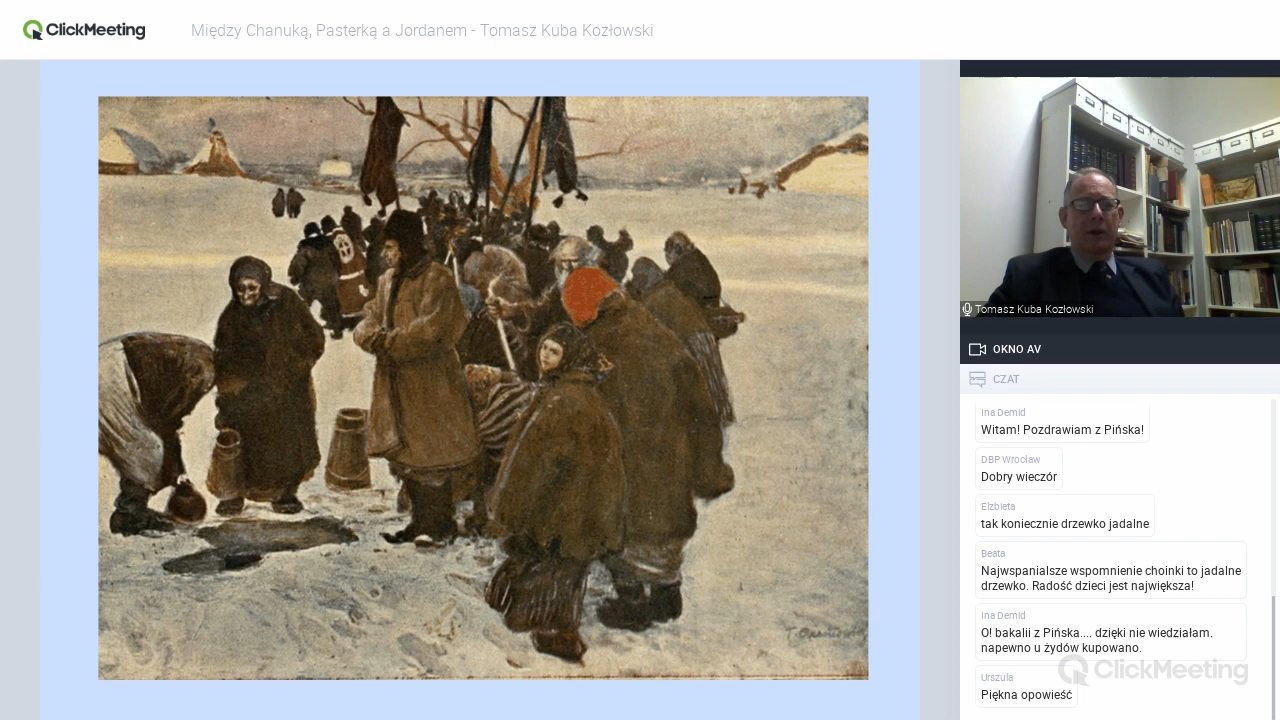 ClickMeeting
Między Chanuką, Pasterką a Jordanem - Tomasz Kuba Kozłowski
Tomasz Kuba Kozłowski
OKNO AV
CZAT
Ina Demid
Witam! Pozdrawiam z Pińska!
DBP Wrocław
Dobry wieczór
Elzbieta
tak koniecznie drzewko jadalne
Beata
Najwspanialsze wspomnienie choinki to jadalne
drzewko. Radość dzieci jest największa!
Ina Demid
O! bakalii z Pińska.... dzięki nie wiedziałam.
napewno u żydów kupowano.
Urszula
Piękna opowieść
ClickMeeting